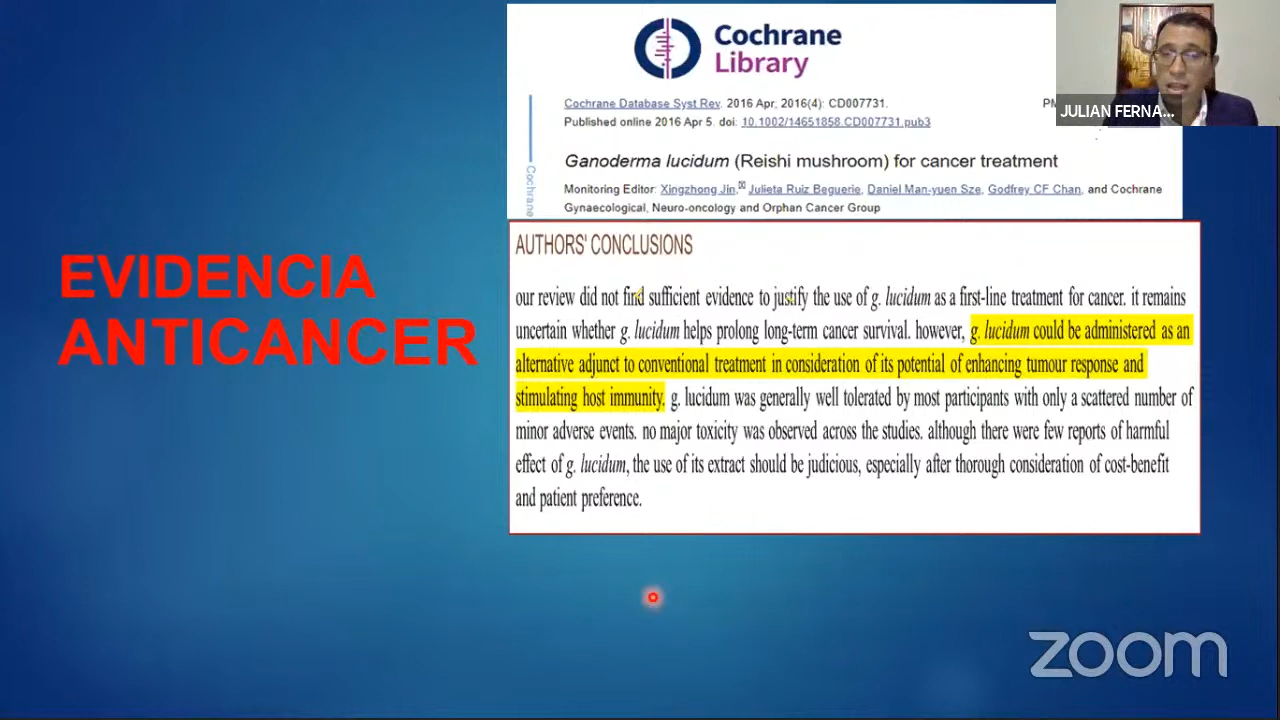 Cochrane
Library
Cochrane Database Syst Rev. 2016 Apr; 2016(4): CD007731.
PM
Published online 2016 Apr 5. doi: 10.1002/14651858.CD007731.pub3
JULIAN FERNA...
Cochrane
Ganoderma lucidum (Reishi mushroom) for cancer treatment
Monitoring Editor: Xingzhong Jin, Julieta Ruiz Beguerie, Daniel Man-yuen Sze, Godfrey CF Chan, and Cochrane
Gynaecological, Neuro-oncology and Orphan Cancer Group
EVIDENCIA
ANTICANCER
AUTHORS' CONCLUSIONS
our review did not find sufficient evidence to justify the use of g. lucidum as a first-line treatment for cancer. it remains
uncertain whether g. lucidum helps prolong long-term cancer survival. however, g. lucidum could be administered as an
alternative adjunct to conventional treatment in consideration of its potential of enhancing tumour response and
stimulating host immunity. g. lucidum was generally well tolerated by most participants with only a scattered number of
minor adverse events. no major toxicity was observed across the studies. although there were few reports of harmful
effect of g. lucidum, the use of its extract should be judicious, especially after thorough consideration of cost-benefit
and patient preference.
zoom